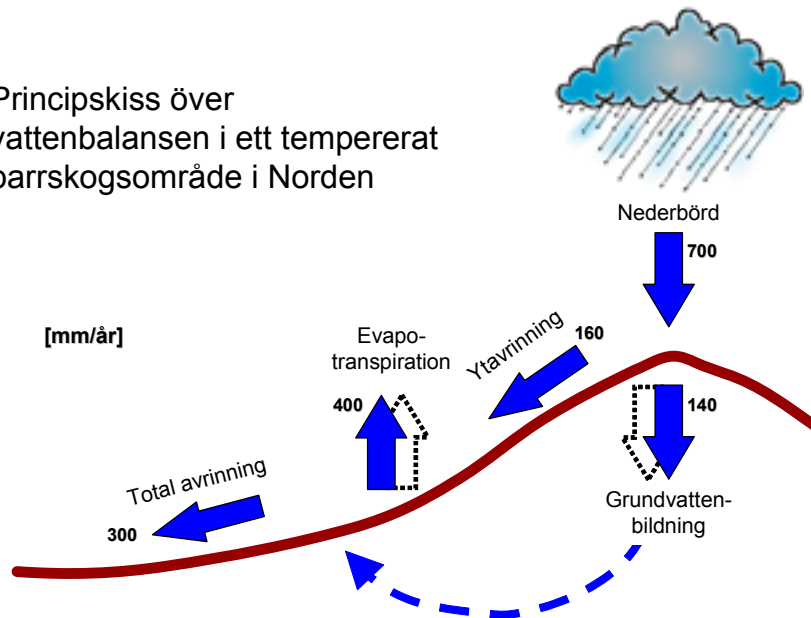 Principskiss över
vattenbalansen i ett tempererat
barrskogsområde i Norden
Nederbörd
700
[mm/år]
Evapo-
transpiration
400
Ytavrinning
160
140
Grundvatten-
bildning
Total avrinning
300